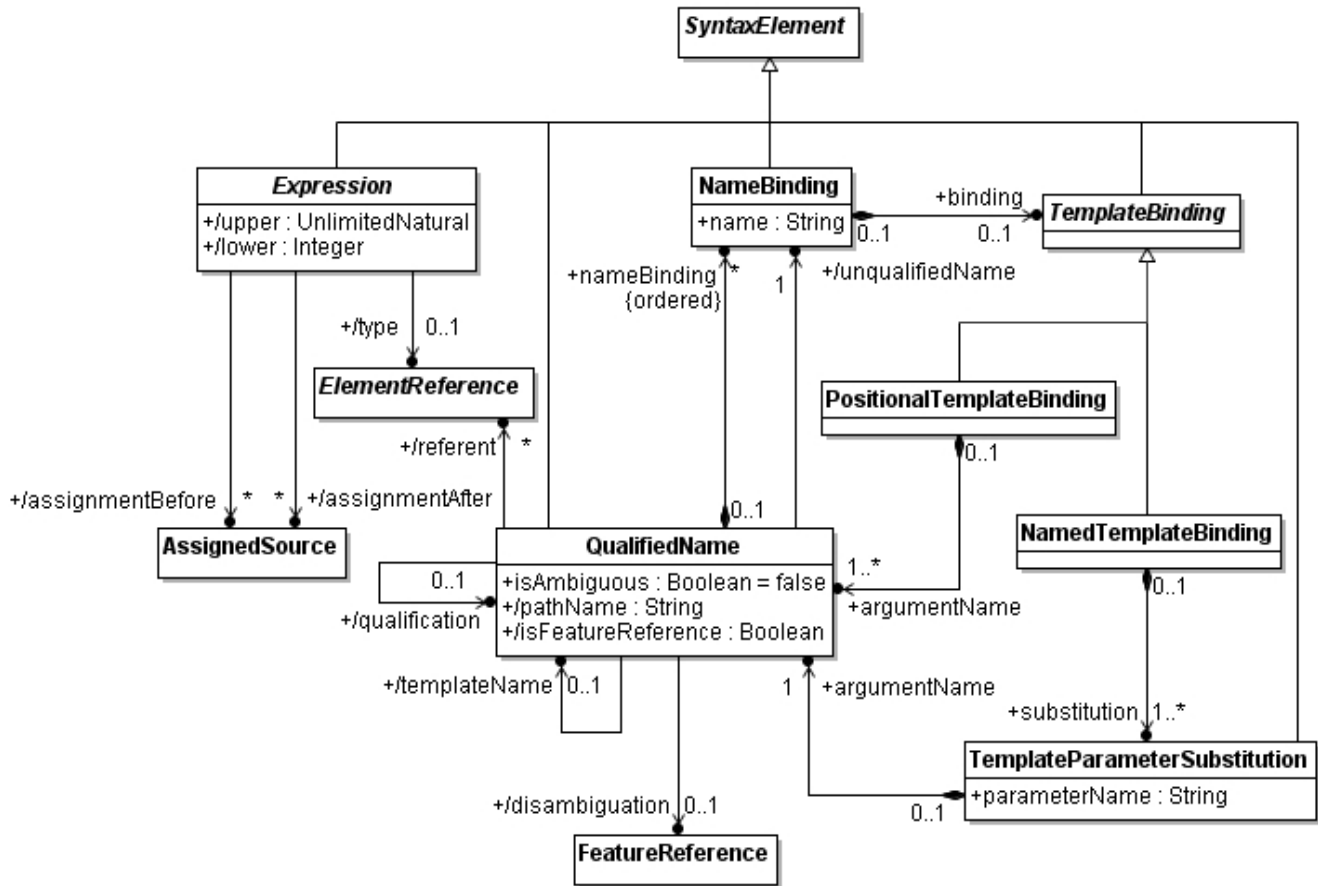 SyntaxElement
Expression
+/upper : UnlimitedNatural
+/lower : Integer
NameBinding
+name : String
+binding
0..1
0..1
TemplateBinding
+nameBinding
*
{ordered}
1
+/unqualifiedName
+/type
0..1
ElementReference
+/referent
*
PositionalTemplateBinding
0..1
+/assignmentBefore
*
*
+/assignmentAfter
AssignedSource
0..1
QualifiedName
+isAmbiguous : Boolean = false
+/pathName : String
+/isFeatureReference : Boolean
0..1
+/qualification
1..*
+argumentName
NamedTemplateBinding
0..1
+/templateName
0..1
1
+argumentName
+substitution
1..*
TemplateParameterSubstitution
+parameterName : String
0..1
+/disambiguation
0..1
FeatureReference